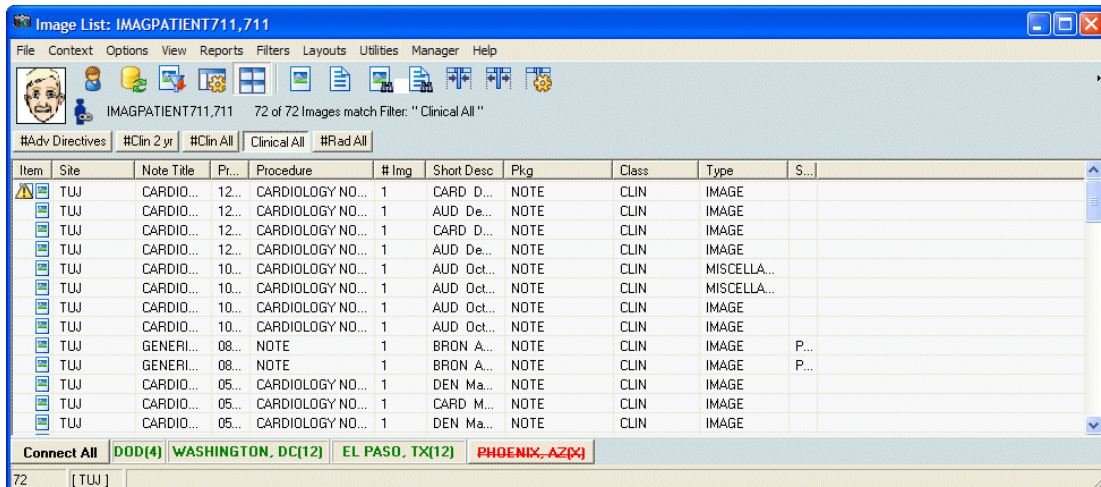 Image List: IMAGPATIENT711,711
File Context Options View Reports Filters Layouts Utilities Manager Help
IMAGPATIENT711,711 72 of 72 Images match Filter: " Clinical All "
#Adv Directives #Clin 2 yr #Clin All Clinical All #Rad All
Item Site Note Title Pr... Procedure # Img Short Desc Pkg Class Type S...
TUJ CARDIO... 12... CARDIOLOGY NO... 1 CARD D... NOTE CLIN IMAGE
TUJ CARDIO... 12... CARDIOLOGY NO... 1 AUD De... NOTE CLIN IMAGE
TUJ CARDIO... 12... CARDIOLOGY NO... 1 CARD D... NOTE CLIN IMAGE
TUJ CARDIO... 12... CARDIOLOGY NO... 1 AUD De... NOTE CLIN IMAGE
TUJ CARDIO... 10... CARDIOLOGY NO... 1 AUD Oct... NOTE CLIN MISCELLA...
TUJ CARDIO... 10... CARDIOLOGY NO... 1 AUD Oct... NOTE CLIN MISCELLA...
TUJ CARDIO... 10... CARDIOLOGY NO... 1 AUD Oct... NOTE CLIN IMAGE
TUJ CARDIO... 10... CARDIOLOGY NO... 1 AUD Oct... NOTE CLIN IMAGE
TUJ GENERI... 08... NOTE 1 BRON A... NOTE CLIN IMAGE P...
TUJ GENERI... 08... NOTE 1 BRON A... NOTE CLIN IMAGE P...
TUJ CARDIO... 05... CARDIOLOGY NO... 1 DEN Ma... NOTE CLIN IMAGE
TUJ CARDIO... 05... CARDIOLOGY NO... 1 CARD M... NOTE CLIN IMAGE
TUJ CARDIO... 05... CARDIOLOGY NO... 1 DEN Ma... NOTE CLIN IMAGE
Connect All DOD(4) WASHINGTON, DC(12) EL PASO, TX(12) PHOENIX, AZ(X)
72 [ TUJ ]